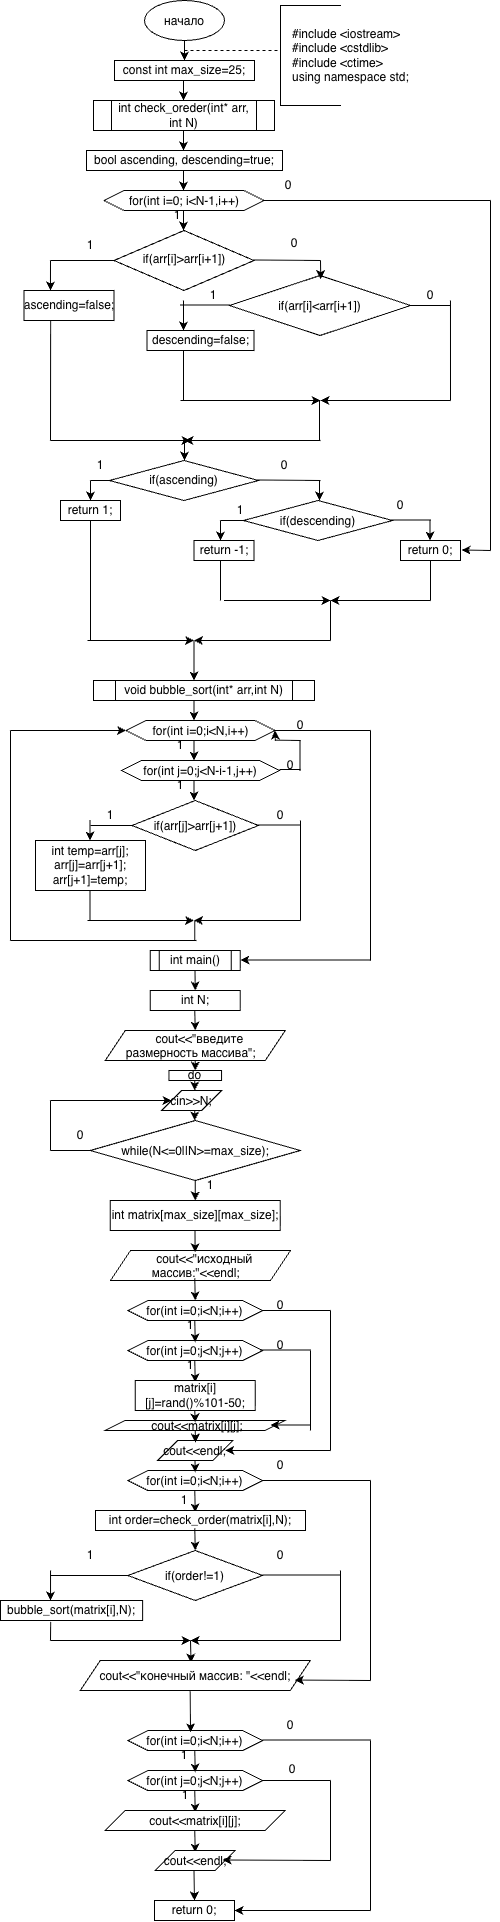 начало
#include <iostream>
#include <cstdlib>
#include <ctime>
using namespace std;
const int max_size=25;
int check_oreder(int* arr,
int N)
bool ascending, descending=true;
for(int i=0; i<N-1,i++)
0
1
if(arr[i]>arr[i+1])
1
0
ascending=false;
if(arr[i]<arr[i+1])
1
0
descending=false;
if(ascending)
1
0
return 1;
if(descending)
1
0
return -1;
return 0;
void bubble_sort(int* arr,int N)
for(int i=0;i<N,i++)
0
1
for(int j=0;j<N-i-1,j++)
0
1
if(arr[j]>arr[j+1])
1
0
int temp=arr[j];
arr[j]=arr[j+1];
arr[j+1]=temp;
int main()
int N;
cout<<"введите
размерность массива";
do
cin>>N;
while(N<=0||N>=max_size);
0
1
int matrix[max_size][max_size];
cout<<"исходный
массив:"<<endl;
for(int i=0;i<N;i++)
0
1
for(int j=0;j<N;j++)
0
1
matrix[i]
[j]=rand()%101-50;
cout<<matrix[i][j];
cout<<endl;
for(int i=0;i<N;i++)
0
1
int order=check_order(matrix[i],N);
if(order!=1)
1
0
bubble_sort(matrix[i],N);
cout<<"конечный массив: "<<endl;
for(int i=0;i<N;i++)
0
1
for(int j=0;j<N;j++)
0
1
cout<<matrix[i][j];
cout<<endl;
return 0;